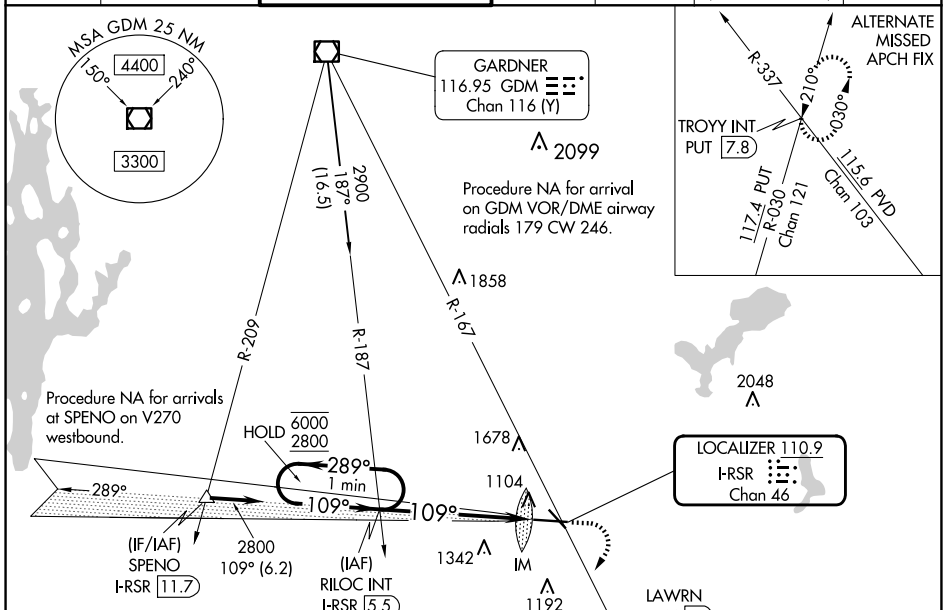 MSA GDM 25 NM
150°
4400
240°
3300
GARDNER
116.95 GDM
Chan 116 (Y)
2099
2900
187°
(16.5)
Procedure NA for arrival
on GDM VOR/DME airway
radials 179 CW 246.
ALTERNATE
MISSED
APCH FIX
R-337
210°
030°
TROYY INT
PUT 7.8
117.4 PUT
R-030
Chan 121
115.6 PVD
Chan 103
1858
R-209
R-187
R-167
2048
Procedure NA for arrivals
at SPENO on V270
westbound.
HOLD
6000
2800
289°
1 min
109°
109°
289°
1678
1104
LOCALIZER 110.9
I-RSR
Chan 46
(IF/IAF)
SPENO
I-RSR 11.7
2800
109° (6.2)
(IAF)
RILOC INT
I-RSR 5.5
1342
IM
1192
LAWRN